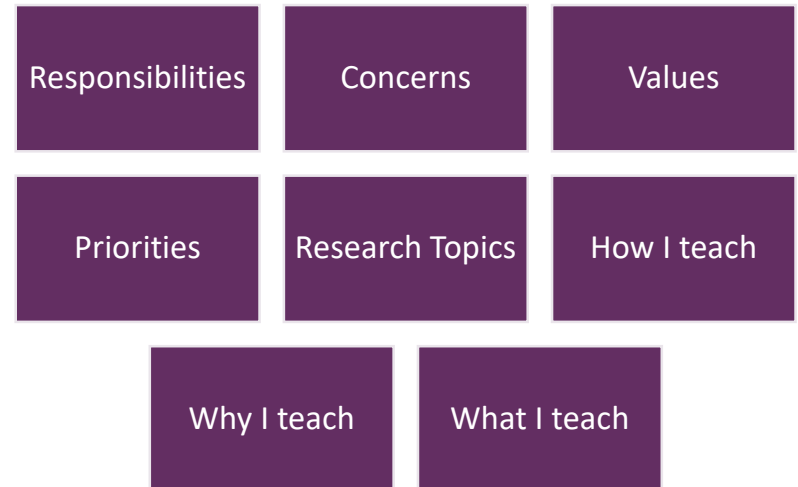 Responsibilities
Concerns
Values
Priorities
Research Topics
How I teach
Why I teach
What I teach